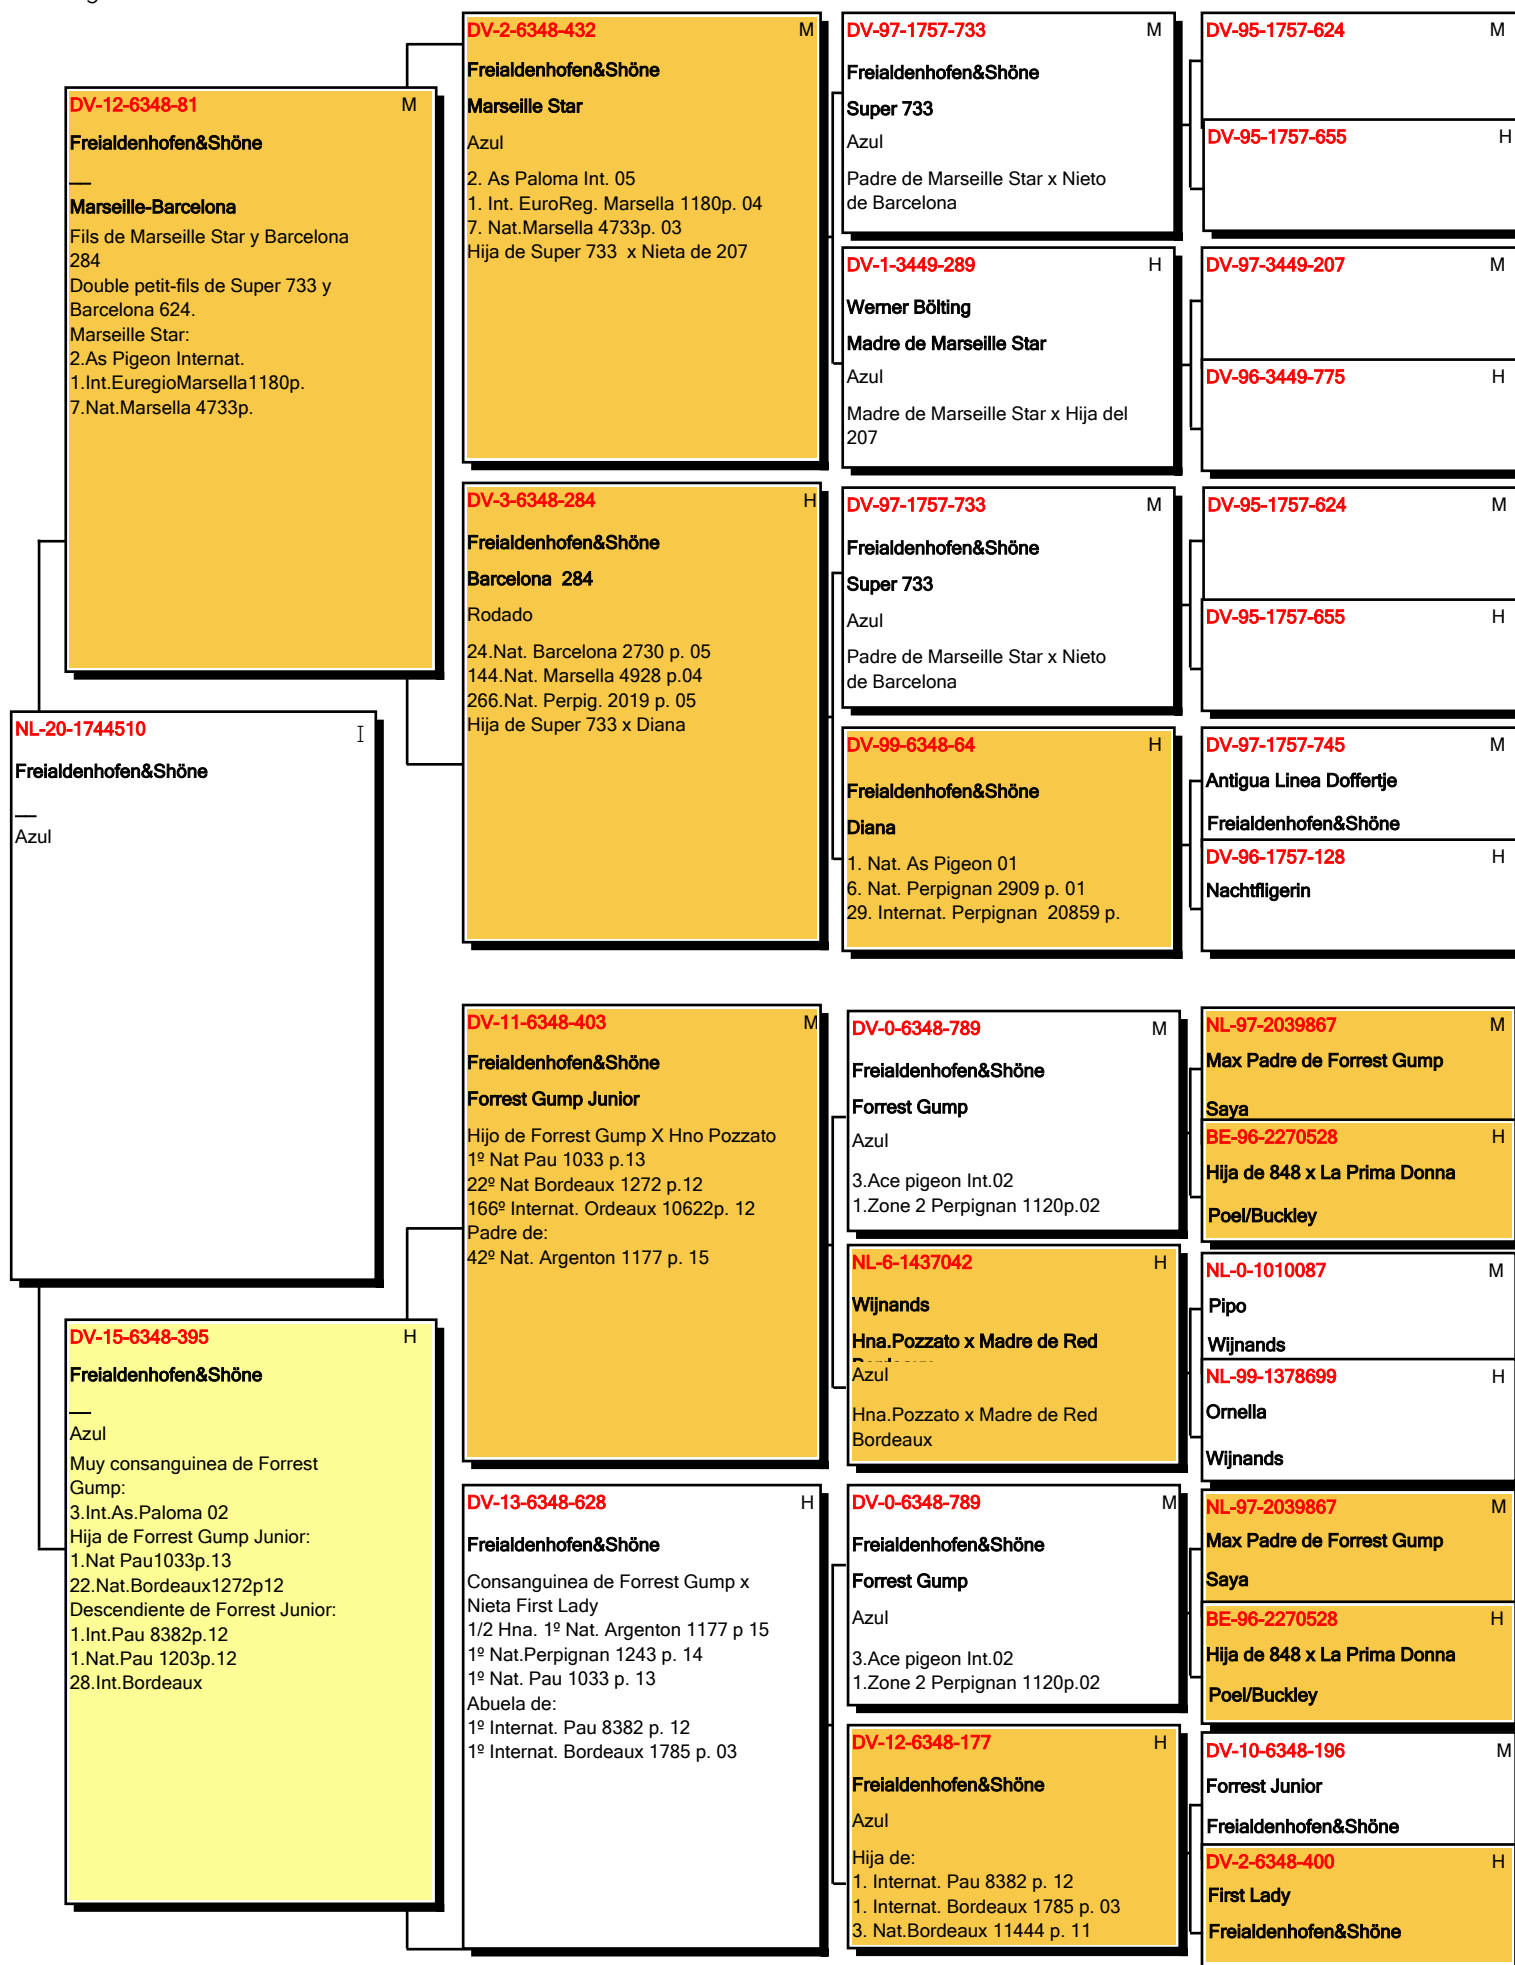 DV-12-6348-81 M
Freialdenhofen&Shöne
__
Marseille-Barcelona
Fils de Marseille Star y Barcelona
284
Double petit-fils de Super 733 y
Barcelona 624.
Marseille Star:
2.As Pigeon Internat.
1.Int.EuregioMarsella1180p.
7.Nat.Marsella 4733p.
NL-20-1744510 I
Freialdenhofen&Shöne
__
Azul
DV-15-6348-395 H
Freialdenhofen&Shöne
__
Azul
Muy consanguinea de Forrest
Gump:
3.Int.As.Paloma 02
Hija de Forrest Gump Junior:
1.Nat Pau1033p.13
22.Nat.Bordeaux1272p12
Descendiente de Forrest Junior:
1.Int.Pau 8382p.12
1.Nat.Pau 1203p.12
28.Int.Bordeaux
DV-2-6348-432 M
Freialdenhofen&Shöne
Marseille Star
Azul
2. As Paloma Int. 05
1. Int. EuroReg. Marsella 1180p. 04
7. Nat.Marsella 4733p. 03
Hija de Super 733 x Nieta de 207
DV-3-6348-284 H
Freialdenhofen&Shöne
Barcelona 284
Rodado
24.Nat. Barcelona 2730 p. 05
144.Nat. Marsella 4928 p.04
266.Nat. Perpig. 2019 p. 05
Hija de Super 733 x Diana
DV-11-6348-403 M
Freialdenhofen&Shöne
Forrest Gump Junior
Hijo de Forrest Gump X Hno Pozzato
1º Nat Pau 1033 p.13
22º Nat Bordeaux 1272 p.12
166º Internat. Ordeaux 10622p. 12
Padre de:
42º Nat. Argenton 1177 p. 15
DV-13-6348-628 H
Freialdenhofen&Shöne
Consanguinea de Forrest Gump x
Nieta First Lady
1/2 Hna. 1º Nat. Argenton 1177 p 15
1º Nat.Perpignan 1243 p. 14
1º Nat. Pau 1033 p. 13
Abuela de:
1º Internat. Pau 8382 p. 12
1º Internat. Bordeaux 1785 p. 03
DV-97-1757-733 M
Freialdenhofen&Shöne
Super 733
Azul
Padre de Marseille Star x Nieto
de Barcelona
DV-1-3449-289 H
Werner Bölting
Madre de Marseille Star
Azul
Madre de Marseille Star x Hija del
207
DV-97-1757-733 M
Freialdenhofen&Shöne
Super 733
Azul
Padre de Marseille Star x Nieto
de Barcelona
DV-99-6348-64 H
Freialdenhofen&Shöne
Diana
1. Nat. As Pigeon 01
6. Nat. Perpignan 2909 p. 01
29. Internat. Perpignan 20859 p.
DV-0-6348-789 M
Freialdenhofen&Shöne
Forrest Gump
Azul
3.Ace pigeon Int.02
1.Zone 2 Perpignan 1120p.02
NL-6-1437042 H
Wijnands
Hna.Pozzato x Madre de Red
Azul
Hna.Pozzato x Madre de Red
Bordeaux
DV-0-6348-789 M
Freialdenhofen&Shöne
Forrest Gump
Azul
3.Ace pigeon Int.02
1.Zone 2 Perpignan 1120p.02
DV-12-6348-177 H
Freialdenhofen&Shöne
Azul
Hija de:
1. Internat. Pau 8382 p. 12
1. Internat. Bordeaux 1785 p. 03
3. Nat.Bordeaux 11444 p. 11
DV-95-1757-624 M
DV-95-1757-655 H
DV-97-3449-207 M
DV-96-3449-775 H
DV-95-1757-624 M
DV-95-1757-655 H
DV-97-1757-745 M
Antigua Linea Doffertje
Freialdenhofen&Shöne
DV-96-1757-128 H
Nachtfligerin
NL-97-2039867 M
Max Padre de Forrest Gump
Saya
BE-96-2270528 H
Hija de 848 x La Prima Donna
Poel/Buckley
NL-0-1010087 M
Pipo
Wijnands
NL-99-1378699 H
Ornella
Wijnands
NL-97-2039867 M
Max Padre de Forrest Gump
Saya
BE-96-2270528 H
Hija de 848 x La Prima Donna
Poel/Buckley
DV-10-6348-196 M
Forrest Junior
Freialdenhofen&Shöne
DV-2-6348-400 H
First Lady
Freialdenhofen&Shöne